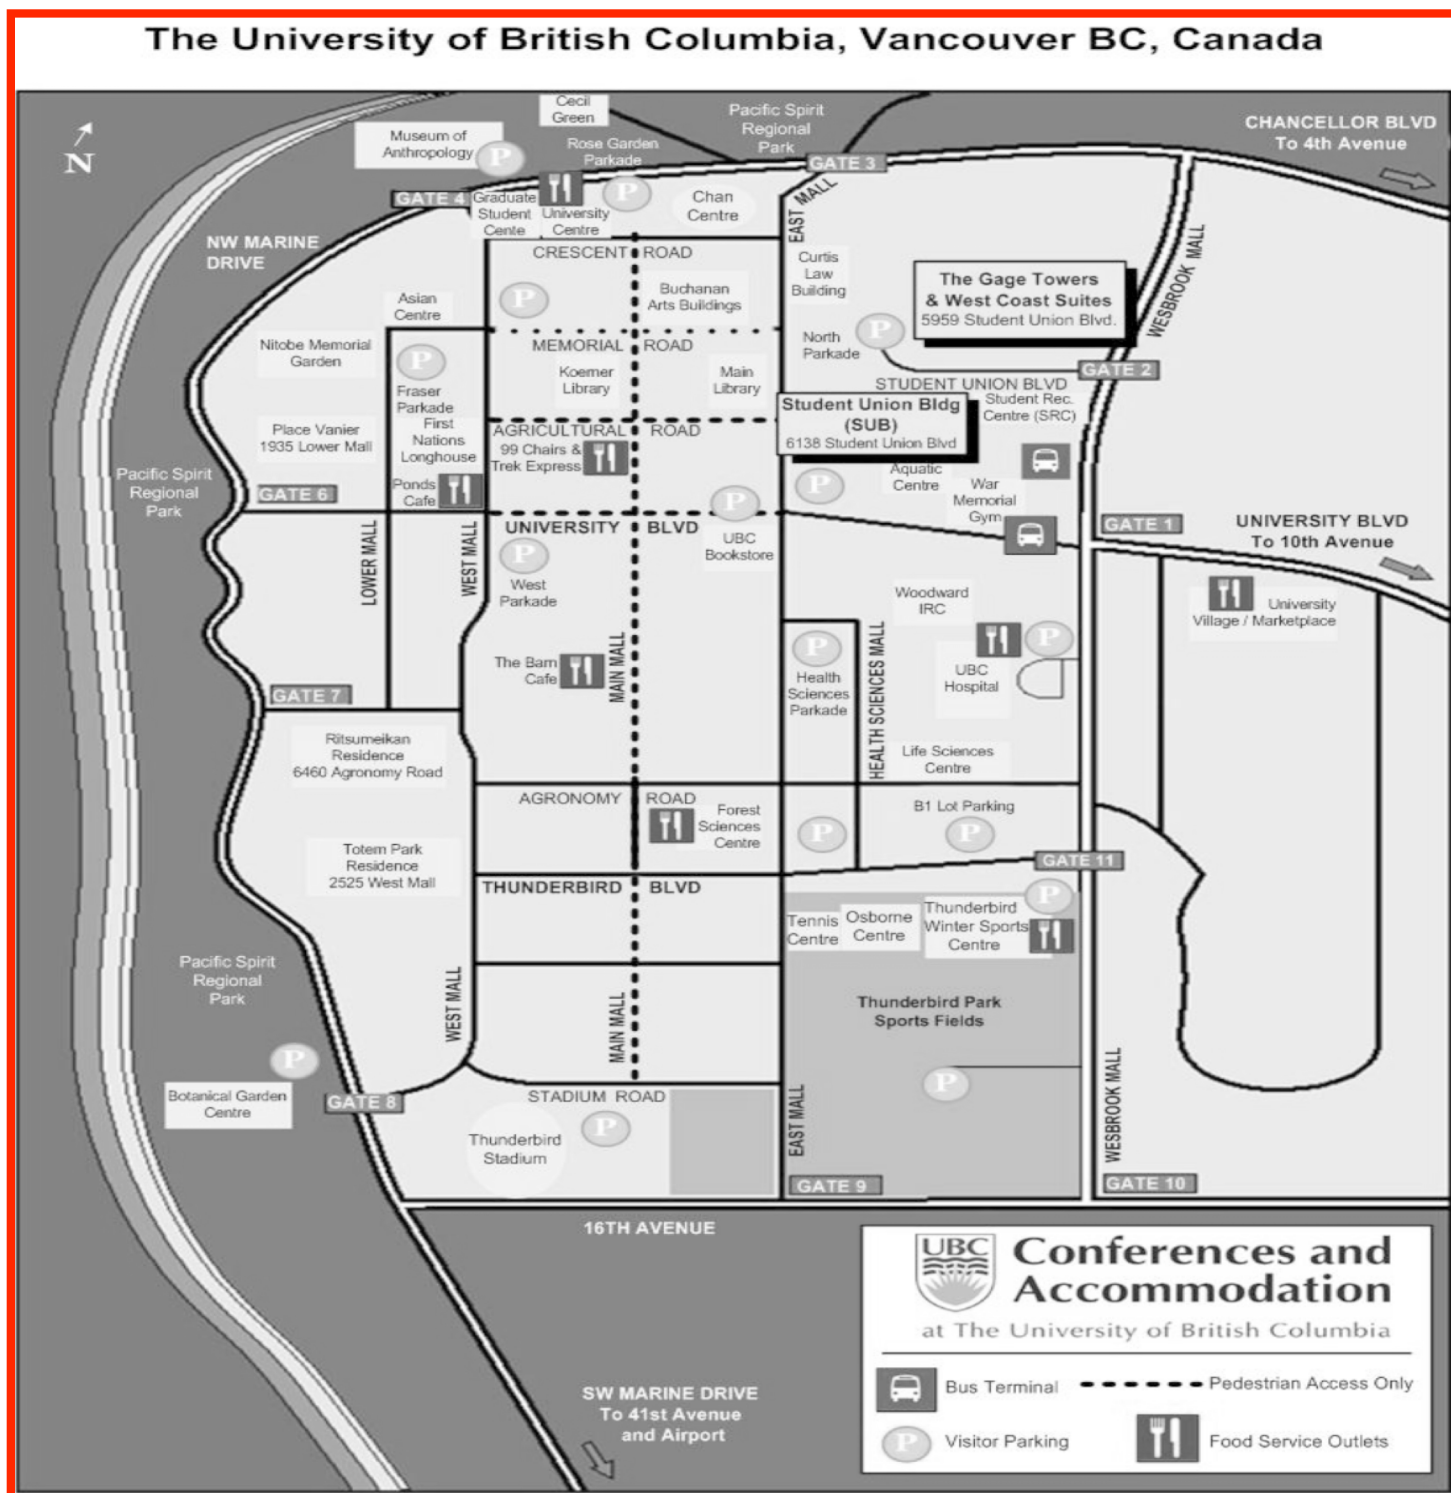 The University of British Columbia, Vancouver BC, Canada
Cecil
Green
Pacific Spirit
Regional
Park
CHANCELLOR BLVD
To 4th Avenue
N
Museum of
Anthropology
P
Rose Garden
Parkade
GATE 3
GATE 4
Graduate
Student
Cente
University
Centre
P
Chan
Centre
EAST MALL
NW MARINE
DRIVE
CRESCENT ROAD
Curtis
Law
Building
WESBROOK MALL
The Gage Towers
& West Coast Suites
5959 Student Union Blvd.
Asian
Centre
P
Buchanan
Arts Buildings
Nitobe Memorial
Garden
P
MEMORIAL ROAD
North
Parkade
P
Koerner
Library
Main
Library
GATE 2
STUDENT UNION BLVD
Fraser
Parkade
Student Union Bldg
(SUB)
6138 Student Union Blvd
Student Rec.
Centre (SRC)
Place Vanier
1935 Lower Mall
First
Nations
Longhouse
AGRICULTURAL ROAD
99 Chairs &
Trek Express
Pacific Spirit
Regional
Park
GATE 6
Ponds
Cafe
P
P
Aquatic
Centre
War
Memorial
Gym
GATE 1
UNIVERSITY BLVD
To 10th Avenue
UNIVERSITY BLVD
UBC
Bookstore
LOWER MALL
WEST MALL
P
West
Parkade
Woodward
IRC
University
Village / Marketplace
P
P
The Barn
Cafe
MAIN MALL
Health
Sciences
Parkade
HEALTH SCIENCES MALL
UBC
Hospital
GATE 7
Ritsumeikan
Residence
6460 Agronomy Road
Life Sciences
Centre
AGRONOMY ROAD
Forest
Sciences
Centre
P
B1 Lot Parking
P
Totem Park
Residence
2525 West Mall
GATE 11
THUNDERBIRD BLVD
P
Tennis
Centre
Osborne
Centre
Thunderbird
Winter Sports
Centre
Pacific Spirit
Regional
Park
WEST MALL
MAIN MALL
Thunderbird Park
Sports Fields
P
Botanical Garden
Centre
GATE 8
STADIUM ROAD
P
P
Thunderbird
Stadium
EAST MALL
WESBROOK MALL
GATE 9
GATE 10
16TH AVENUE
UBC
Conferences and
Accommodation
at The University of British Columbia
SW MARINE DRIVE
To 41st Avenue
and Airport
Bus Terminal
Pedestrian Access Only
P
Visitor Parking
Food Service Outlets